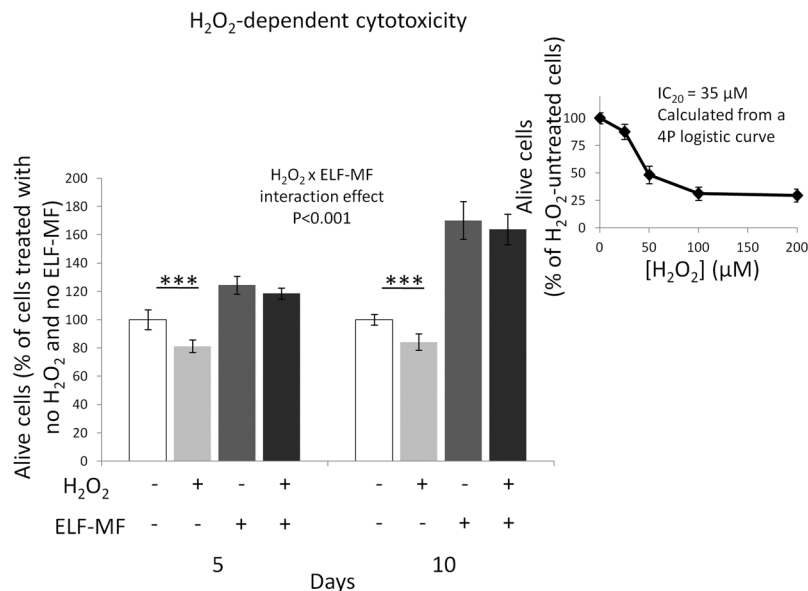 H₂O₂-dependent cytotoxicity
Alive cells (% of cells treated with
no H₂O₂ and no ELF-MF)
200
180
160
140
120
100
80
60
40
20
0
H₂O₂ x ELF-MF
interaction effect
P<0.001
*** ***
H₂O₂ - + - + - + - +
ELF-MF - - + + - - + +
5 10
Days
Alive cells
(% of H₂O₂-untreated cells)
100
75
50
25
0
IC₂₀ = 35 μM
Calculated from a
4P logistic curve
0 50 100 150 200
[H₂O₂] (μM)